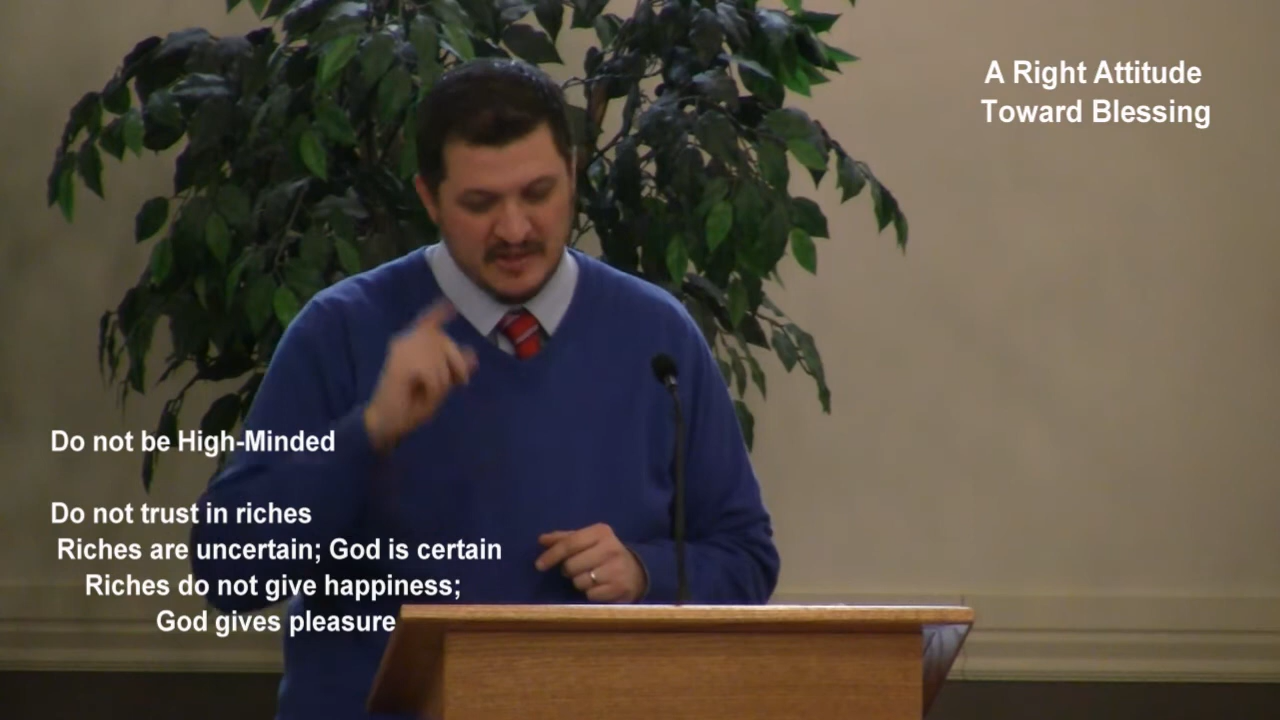 A Right Attitude
Toward Blessing
Do not be High-Minded
Do not trust in riches
Riches are uncertain; God is certain
Riches do not give happiness;
God gives pleasure